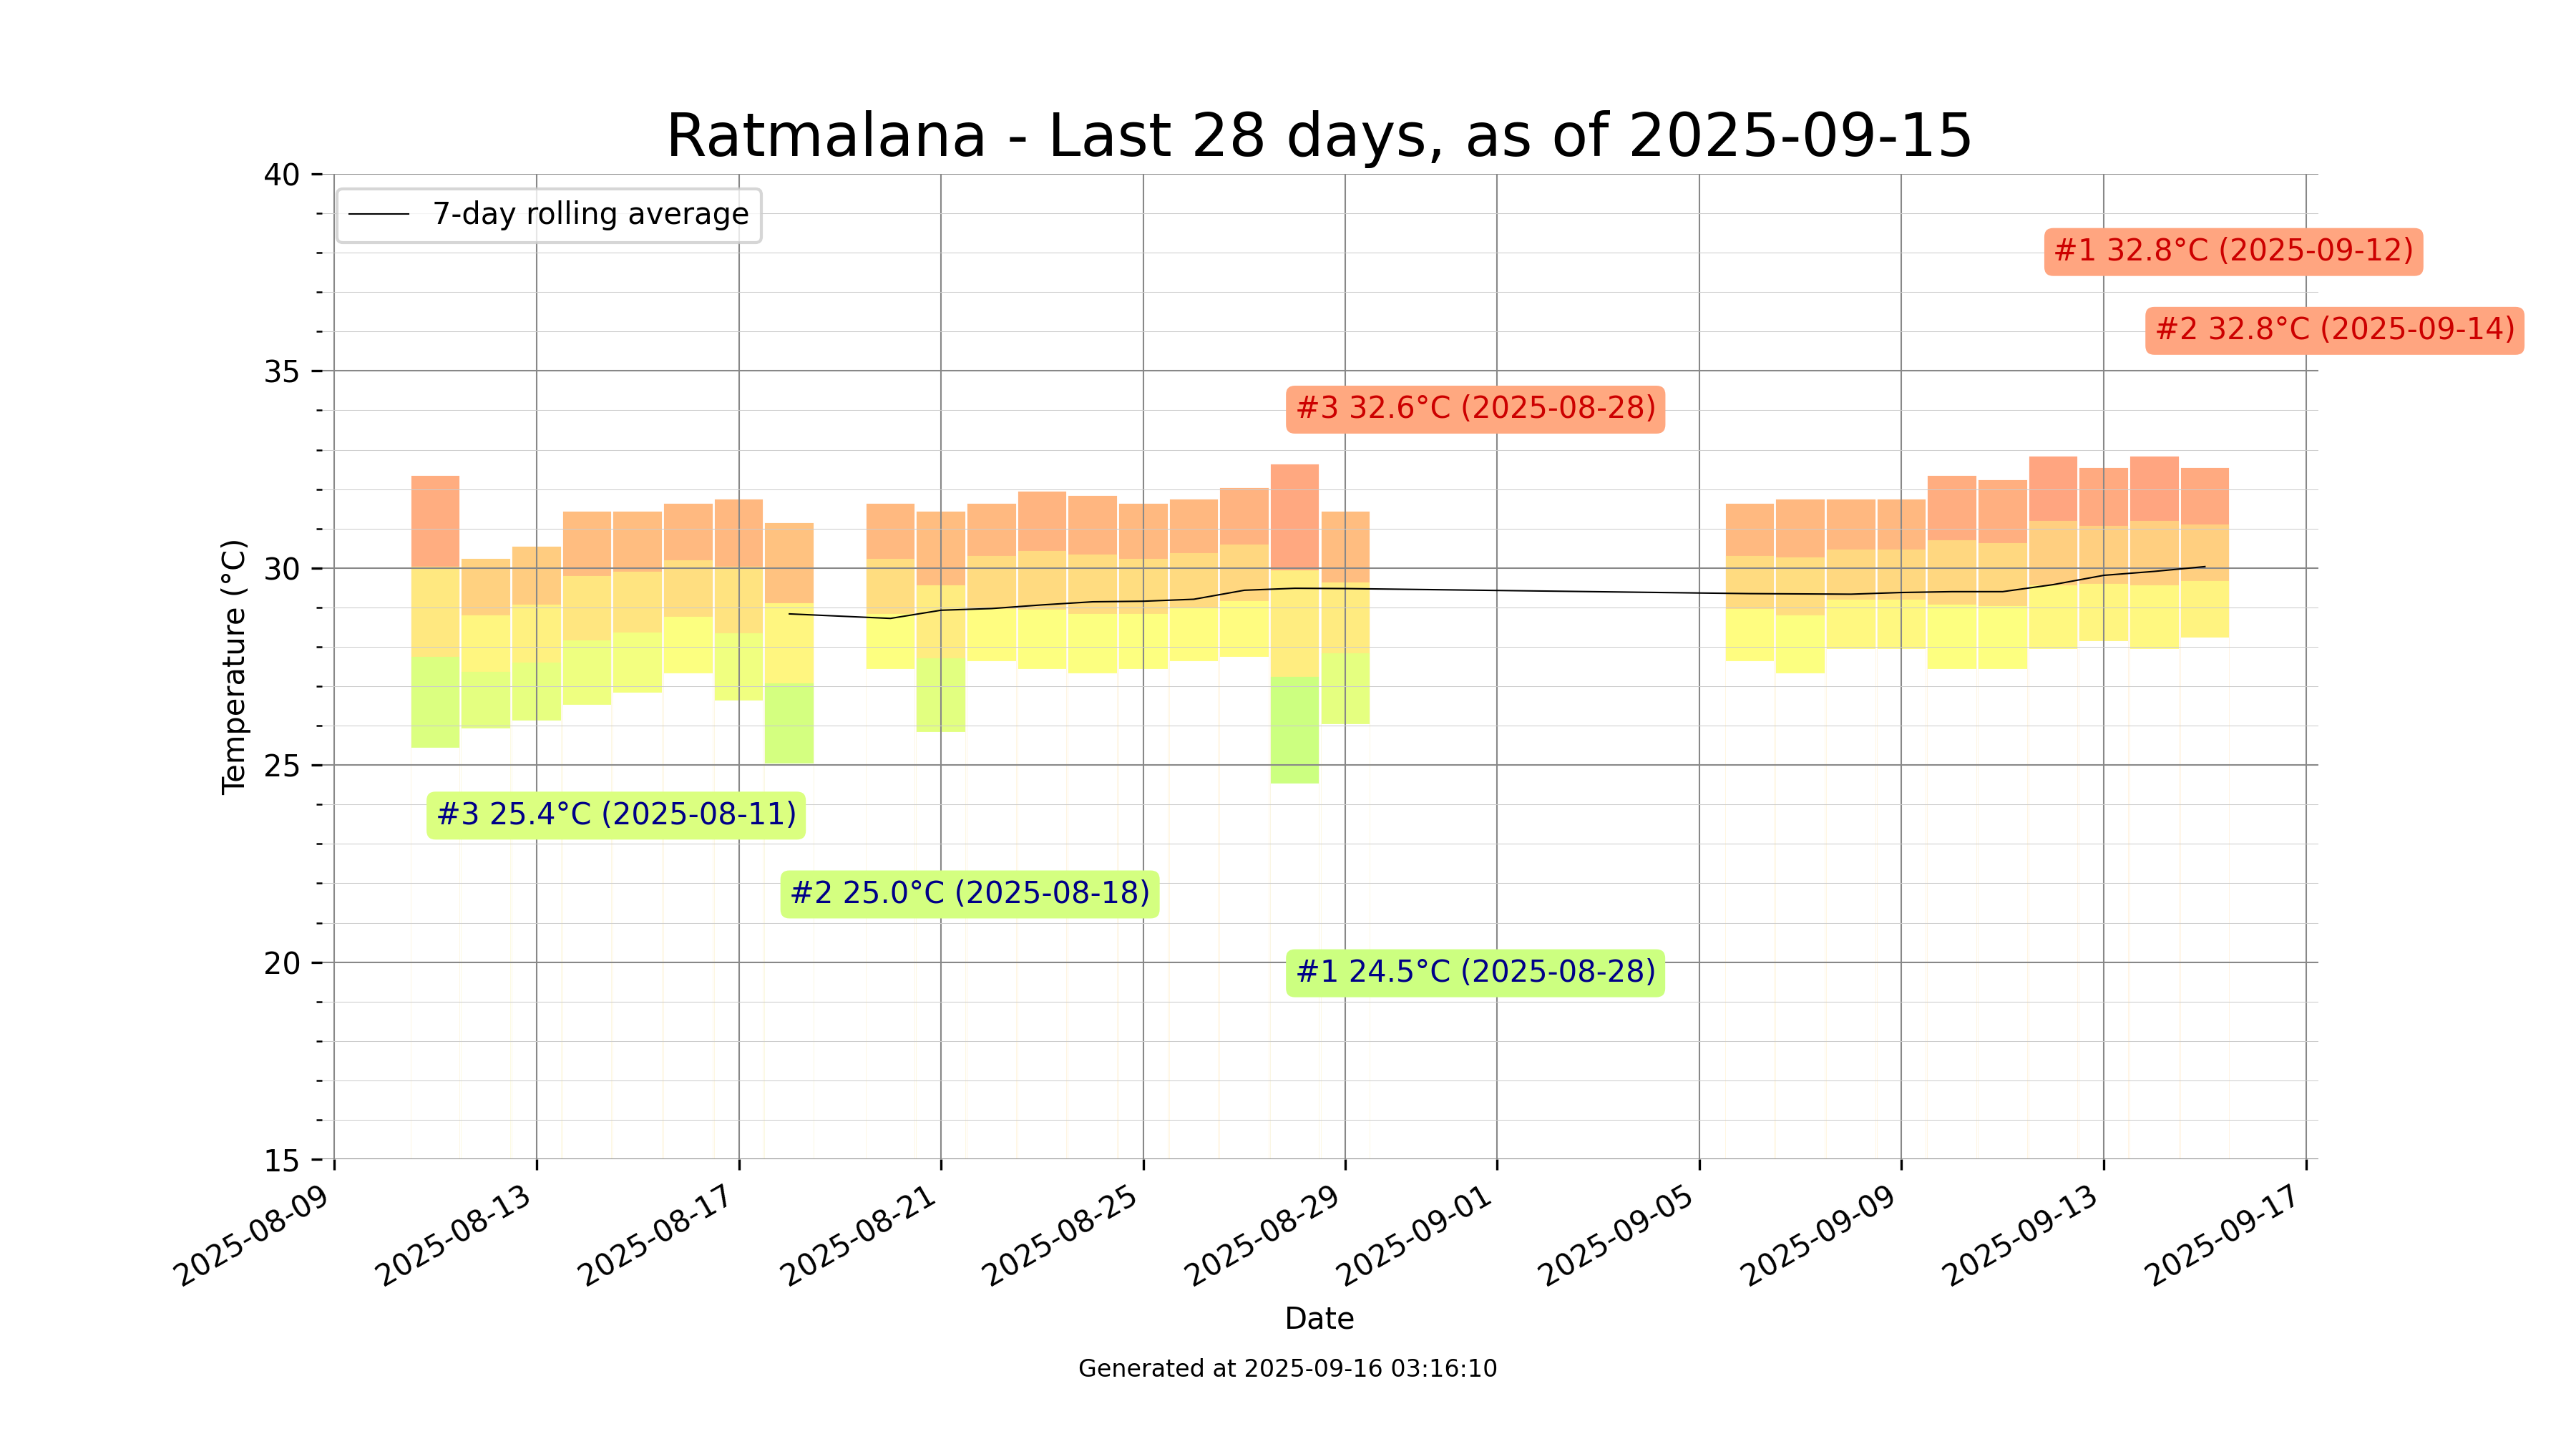 Ratmalana - Last 28 days, as of 2025-09-15
7-day rolling average
#1 32.8°C (2025-09-12)
#2 32.8°C (2025-09-14)
#3 32.6°C (2025-08-28)
#3 25.4°C (2025-08-11)
#2 25.0°C (2025-08-18)
#1 24.5°C (2025-08-28)
Temperature (°C)
40
35
30
25
20
15
2025-08-09
2025-08-13
2025-08-17
2025-08-21
2025-08-25
2025-08-29
2025-09-01
2025-09-05
2025-09-09
2025-09-13
2025-09-17
Date
Generated at 2025-09-16 03:16:10